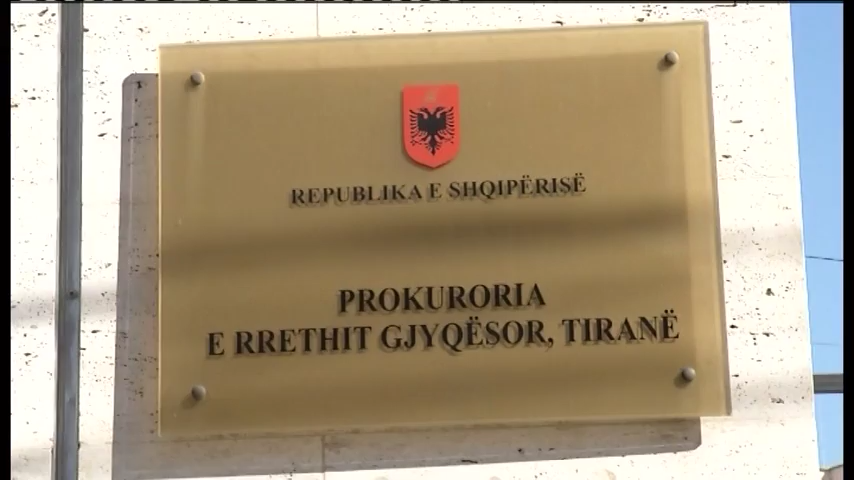 REPUBLIKA E SHQIPËRISË
PROKURORIA
E RRETHIT GJYQËSOR, TIRANË